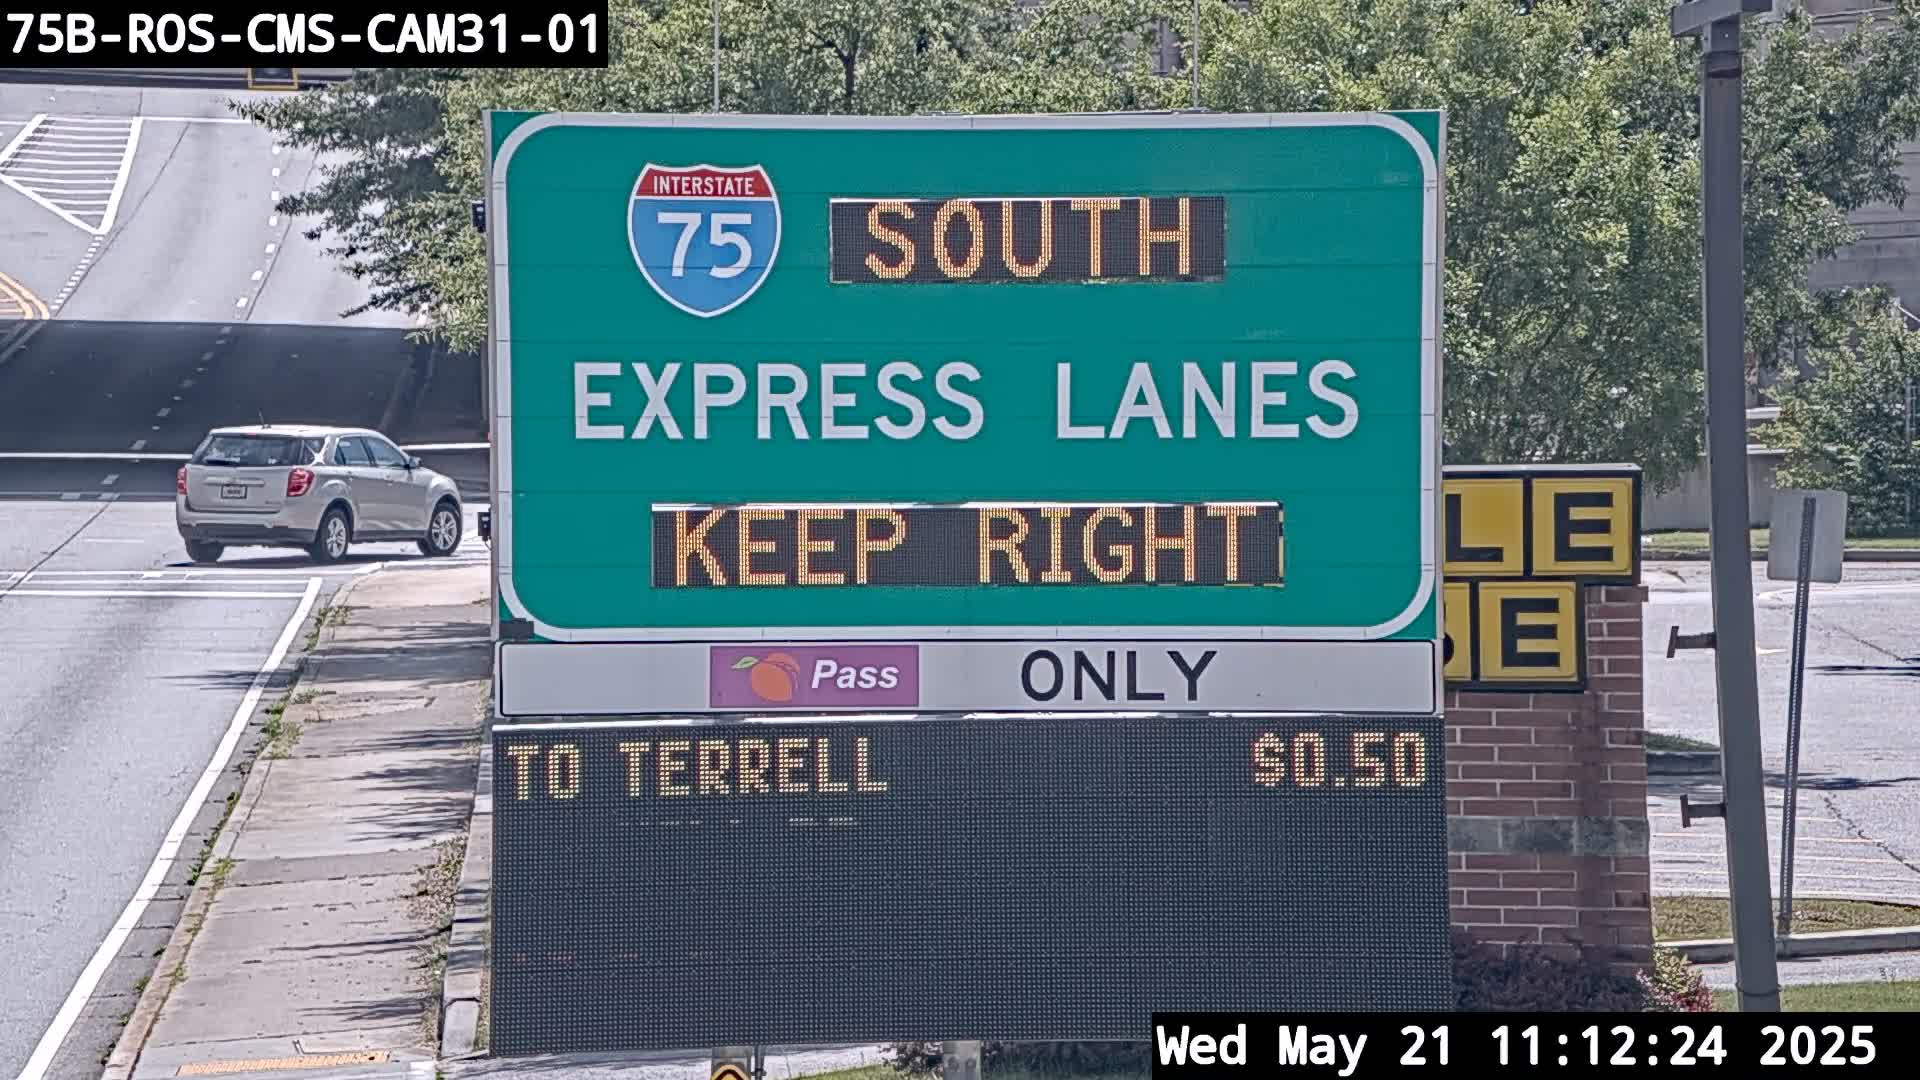 75B-ROS-CMS-CAM31-01
INTERSTATE
75
SOUTH
EXPRESS LANES
KEEP RIGHT
Pass ONLY
TO TERRELL $0.50
LE
E
Wed May 21 11:12:24 2025